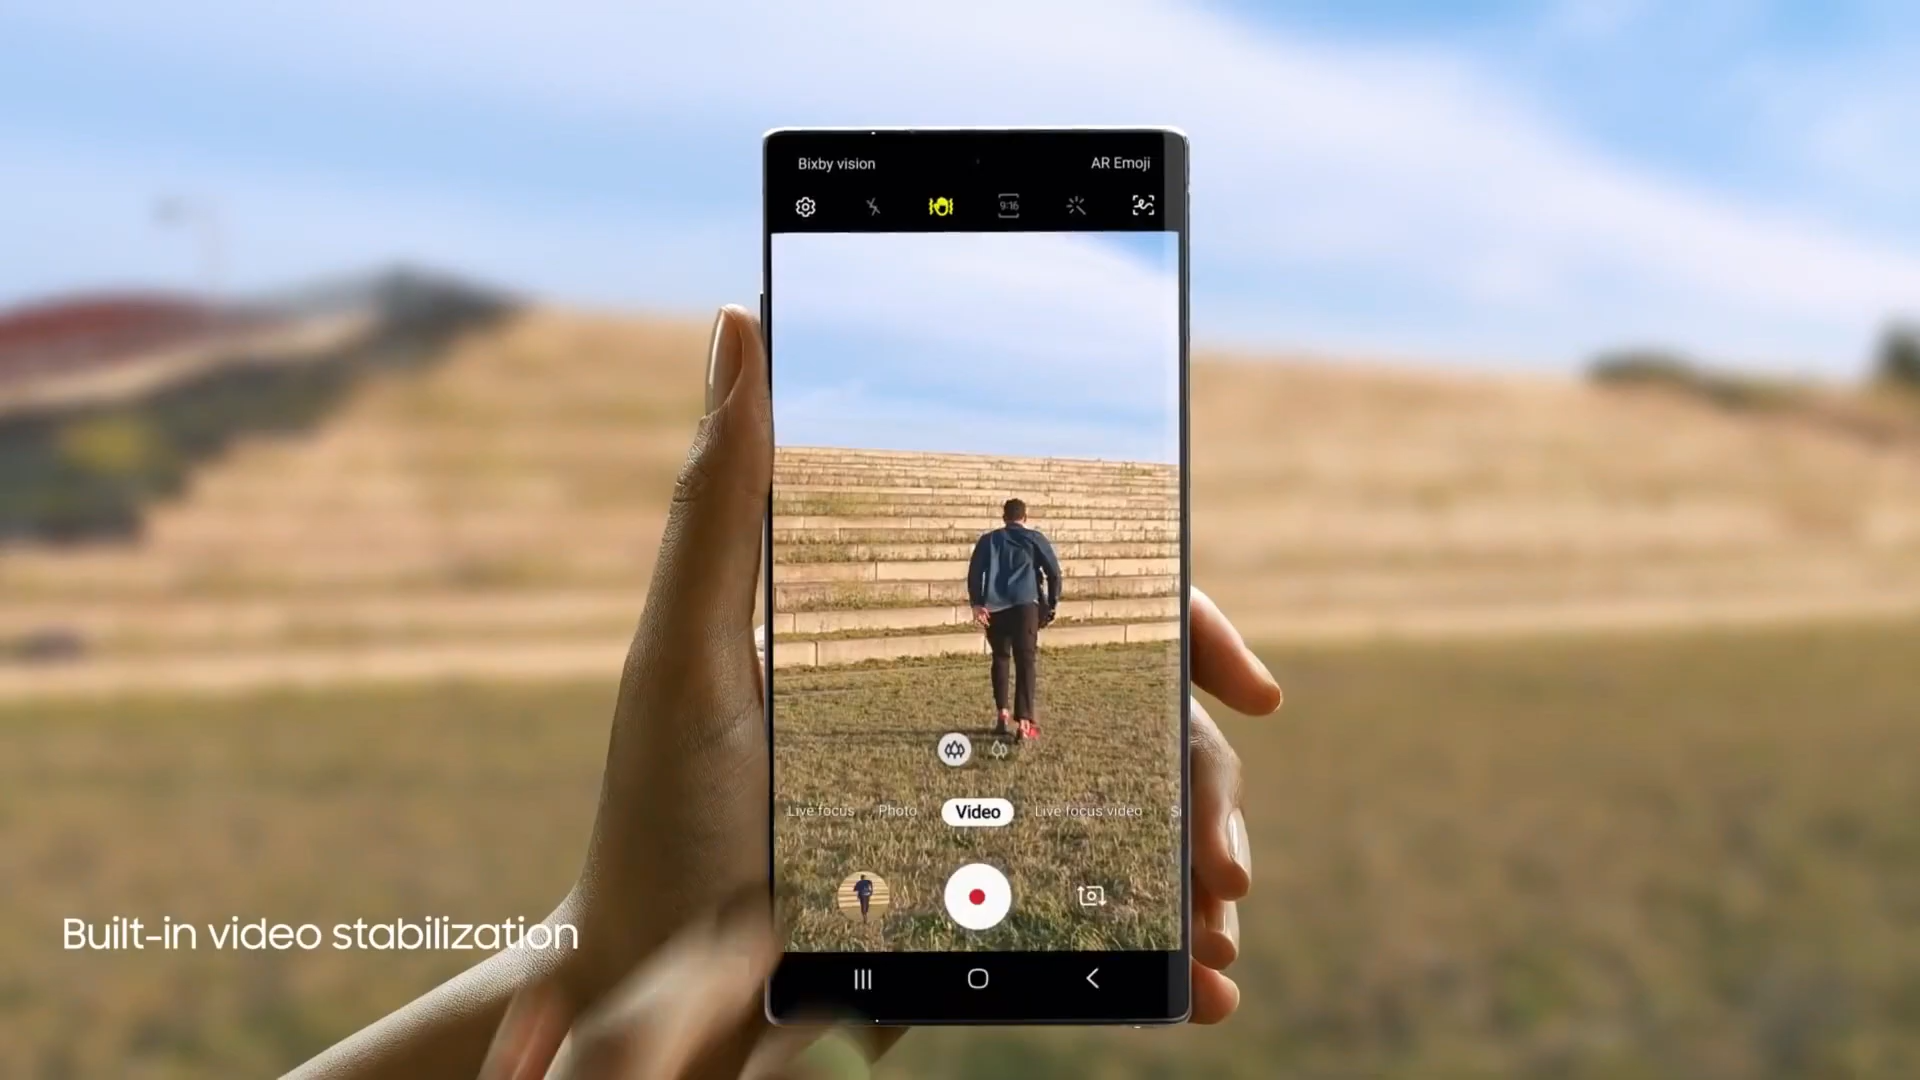 Bixby vision
AR Emoji
9:16
Live focus
Photo
Video
Live focus video
Built-in video stabilization